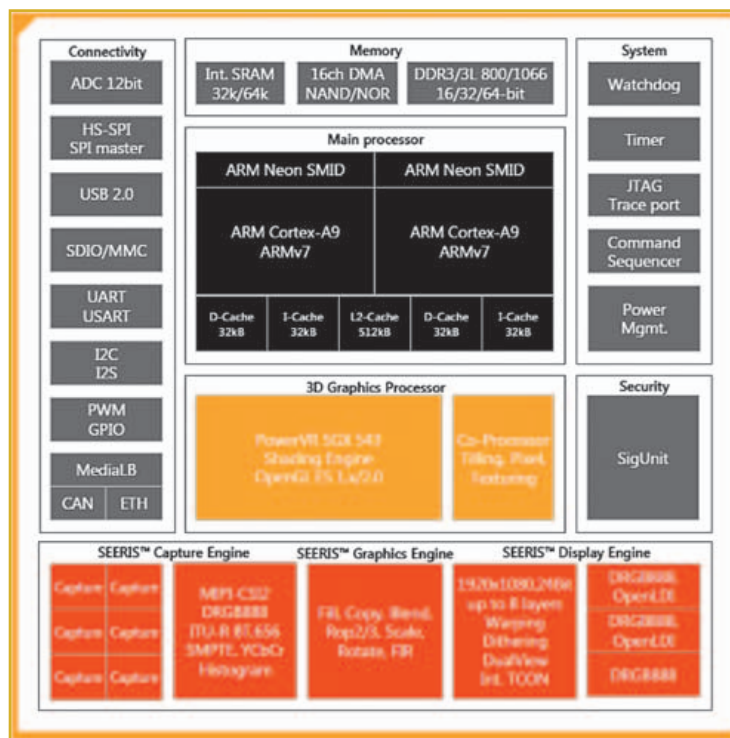 Connectivity
ADC 12bit
HS-SPI
SPI master
USB 2.0
SDIO/MMC
UART
USART
I2C
I2S
PWM
GPIO
MediaLB
CAN
ETH
Memory
Int. SRAM
32k/64k
16ch DMA
NAND/NOR
DDR3/3L 800/1066
16/32/64-bit
Main processor
ARM Neon SMID
ARM Neon SMID
ARM Cortex-A9
ARMv7
ARM Cortex-A9
ARMv7
D-Cache
32kB
I-Cache
32kB
L2-Cache
512kB
D-Cache
32kB
I-Cache
32kB
System
Watchdog
Timer
JTAG
Trace port
Command
Sequencer
Power
Mgmt.
3D Graphics Processor
PowerVR SGX 543
Shading Engine
OpenGL ES 1.x/2.0
Co-Processor
Tilling, Pixel,
Texturing
Security
SigUnit
SEERIS™ Capture Engine
Capture
Capture
Capture
Capture
Capture
Capture
MIPI-CSI2
DRGB888
ITU-R BT.656
SMPTE, YCbCr
Histogram
SEERIS™ Graphics Engine
Fill, Copy, Blend,
Rop2/3, Scale,
Rotate, FIR
SEERIS™ Display Engine
1920x1080,24Bit
up to 8 layers
Warping
Dithering
DualView
Int. TCON
DRGB888,
OpenLDI
DRGB888,
OpenLDI
DRGB888